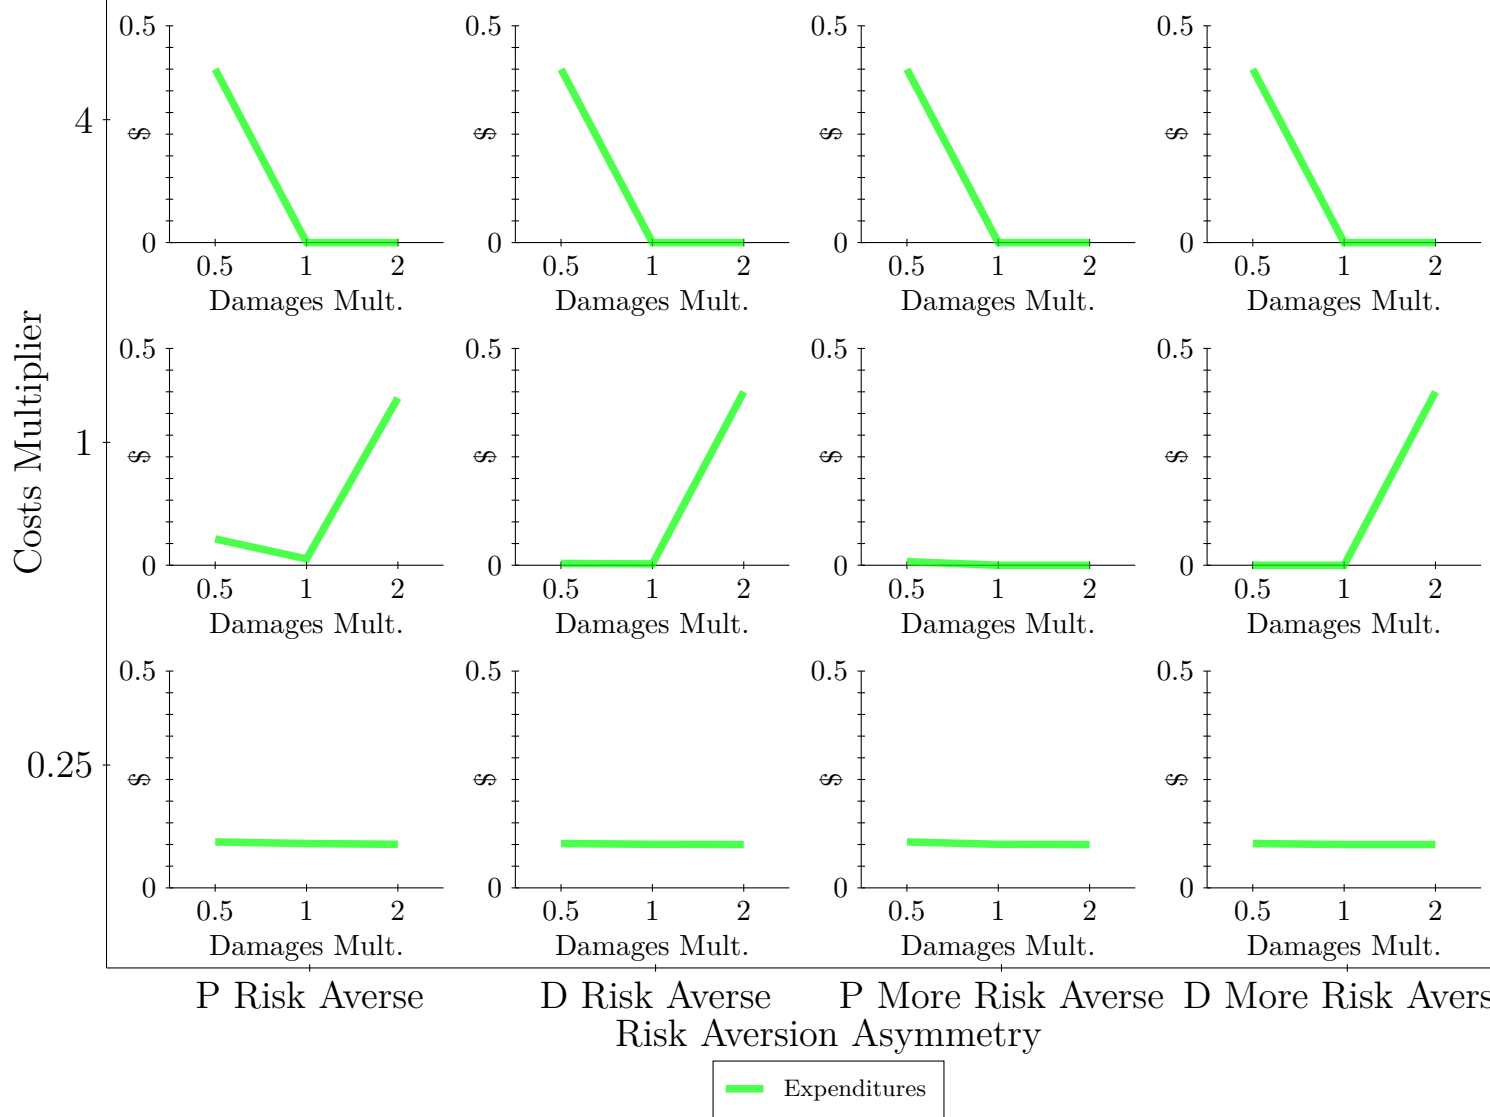 0.5 0.5 0.5 0.5
4 $ $ $ $
0 0 0 0
0.5 1 2 0.5 1 2 0.5 1 2 0.5 1 2
Damages Mult. Damages Mult. Damages Mult. Damages Mult.
Costs Multiplier
0.5 0.5 0.5 0.5
1 $ $ $ $
0 0 0 0
0.5 1 2 0.5 1 2 0.5 1 2 0.5 1 2
Damages Mult. Damages Mult. Damages Mult. Damages Mult.
0.5 0.5 0.5 0.5
0.25 $ $ $ $
0 0 0 0
0.5 1 2 0.5 1 2 0.5 1 2 0.5 1 2
Damages Mult. Damages Mult. Damages Mult. Damages Mult.
P Risk Averse D Risk Averse P More Risk Averse D More Risk Avers
Risk Aversion Asymmetry
Expenditures